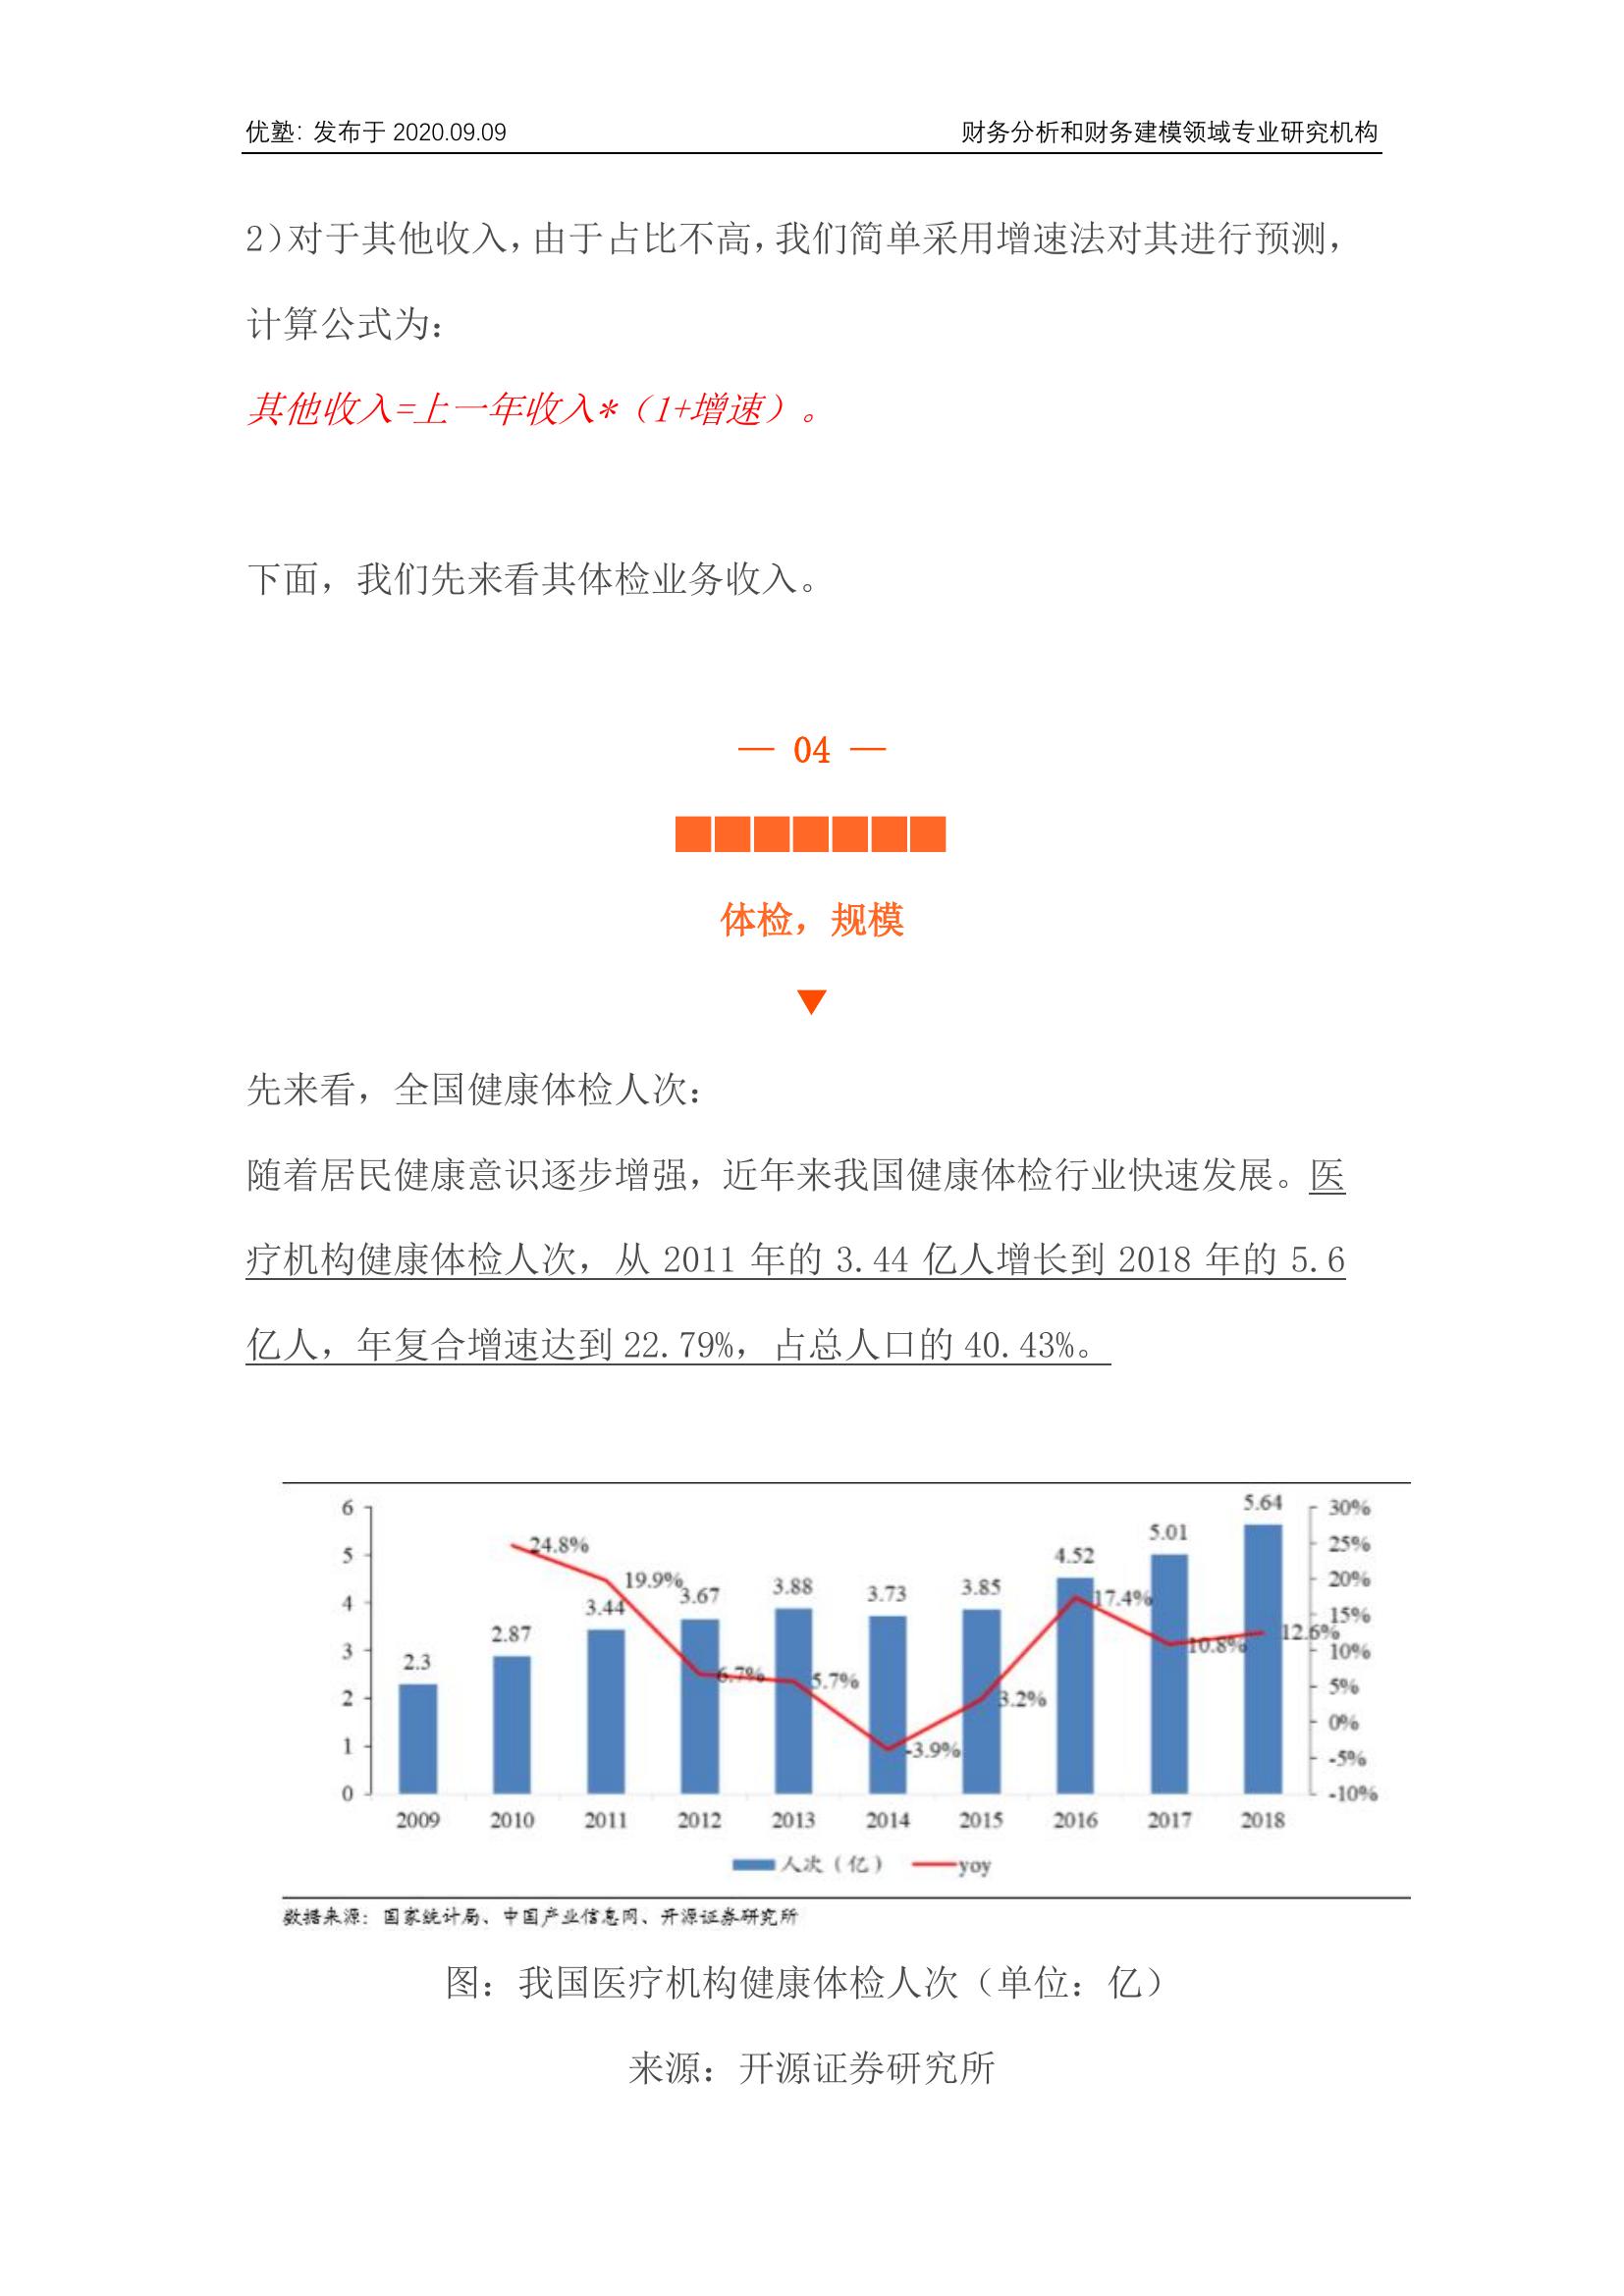 优塾：发布于 2020.09.09 财务分析和财务建模领域专业研究机构
2)对于其他收入，由于占比不高，我们简单采用增速法对其进行预测，
计算公式为：
其他收入=上一年收入*（1+增速）。
下面，我们先来看其体检业务收入。
— 04 —
体检，规模
先来看，全国健康体检人次：
随着居民健康意识逐步增强，近年来我国健康体检行业快速发展。医
疗机构健康体检人次，从 2011 年的 3.44 亿人增长到 2018 年的 5.6
亿人，年复合增速达到 22.79%，占总人口的 40.43%。
6 5 4 3 2 1 0
2.3 2.87 3.44 3.67 3.88 3.73 3.85 4.52 5.01 5.64
24.8% 19.9% 6.7% 5.7% -3.9% 3.2% 17.4% 10.8% 12.6%
30% 25% 20% 15% 10% 5% 0% -5% -10%
2009 2010 2011 2012 2013 2014 2015 2016 2017 2018
人次（亿） yoy
数据来源：国家统计局、中国产业信息网、开源证券研究所
图：我国医疗机构健康体检人次（单位：亿）
来源：开源证券研究所